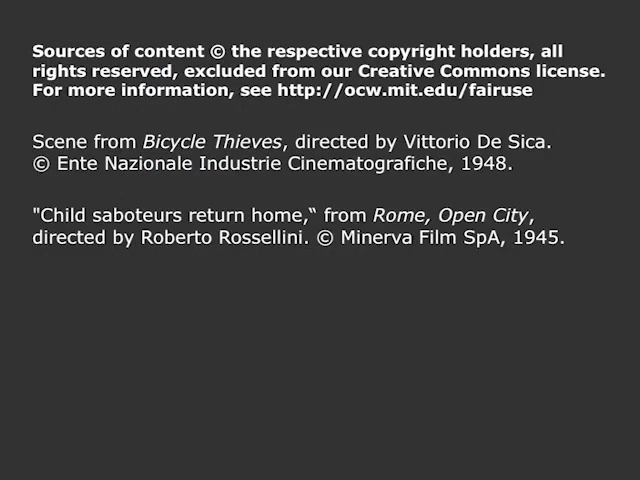 Sources of content © the respective copyright holders, all
rights reserved, excluded from our Creative Commons license.
For more information, see http://ocw.mit.edu/fairuse
Scene from Bicycle Thieves, directed by Vittorio De Sica.
© Ente Nazionale Industrie Cinematografiche, 1948.
"Child saboteurs return home,“ from Rome, Open City,
directed by Roberto Rossellini. © Minerva Film SpA, 1945.